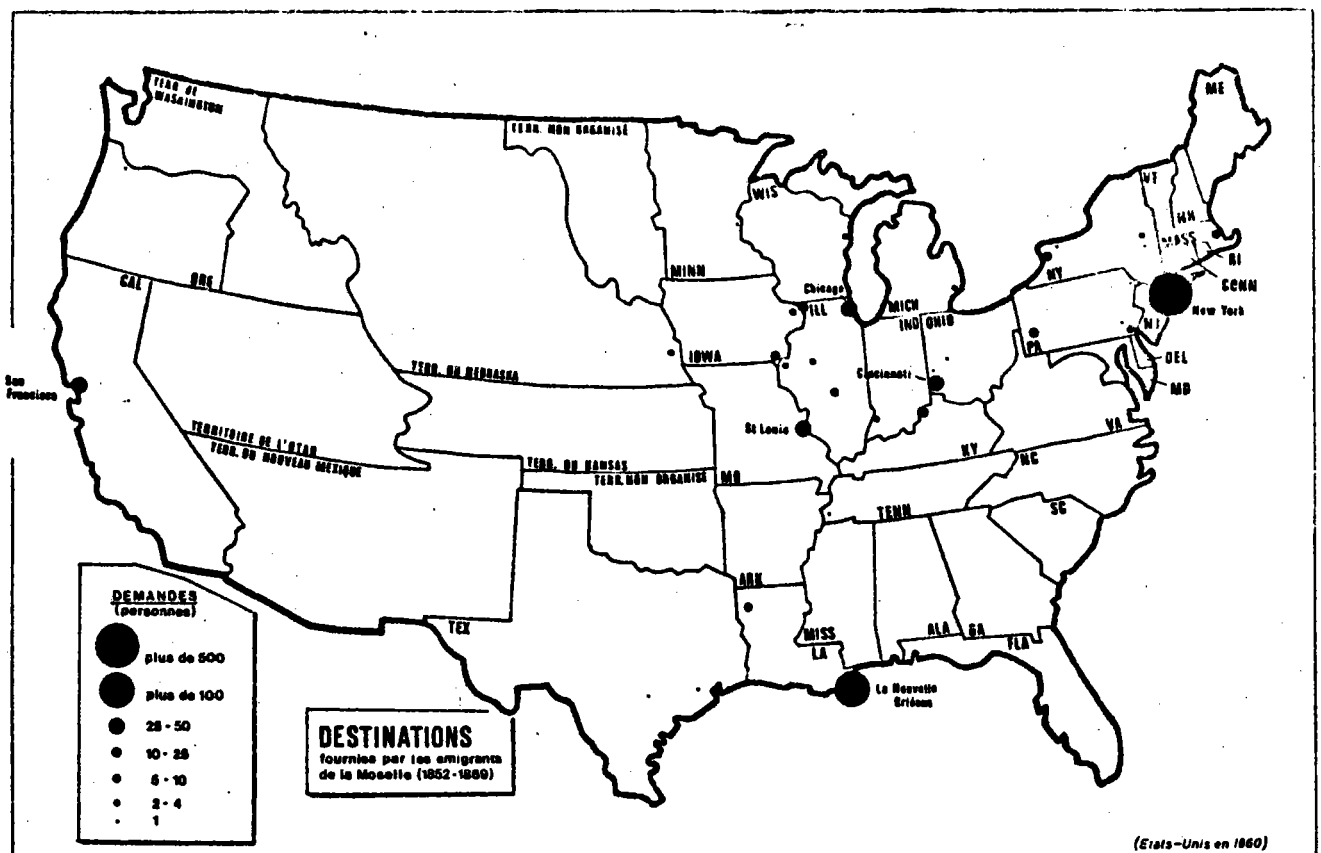 TERR. DE
WASHINGTON
TERR. NON ORGANISÉ
ME
WIS
VT
NH
MASS
RI
CONN
NY
New York
MINN
CAL
ORE
Chicago
ILL
MICH
IND
OHIO
PA
NJ
DEL
MD
IOWA
TERR. DU NEBRASKA
Cincinnati
San
Francisco
St Louis
VA
TERRITOIRE DE L'UTAH
TERR. DU NOUVEAU MEXIQUE
TERR. DU KANSAS
TERR. NON ORGANISÉ
MO
KY
NC
TENN
SC
ARK
TEX
MISS
LA
ALA
GA
FLA
La Nouvelle
Orléans
DEMANDES
(personnes)
plus de 500
plus de 100
25 - 50
10 - 25
5 - 10
2 - 4
1
DESTINATIONS
fournies par les emigrants
de la Moselle (1852-1869)
(Etats-Unis en 1860)